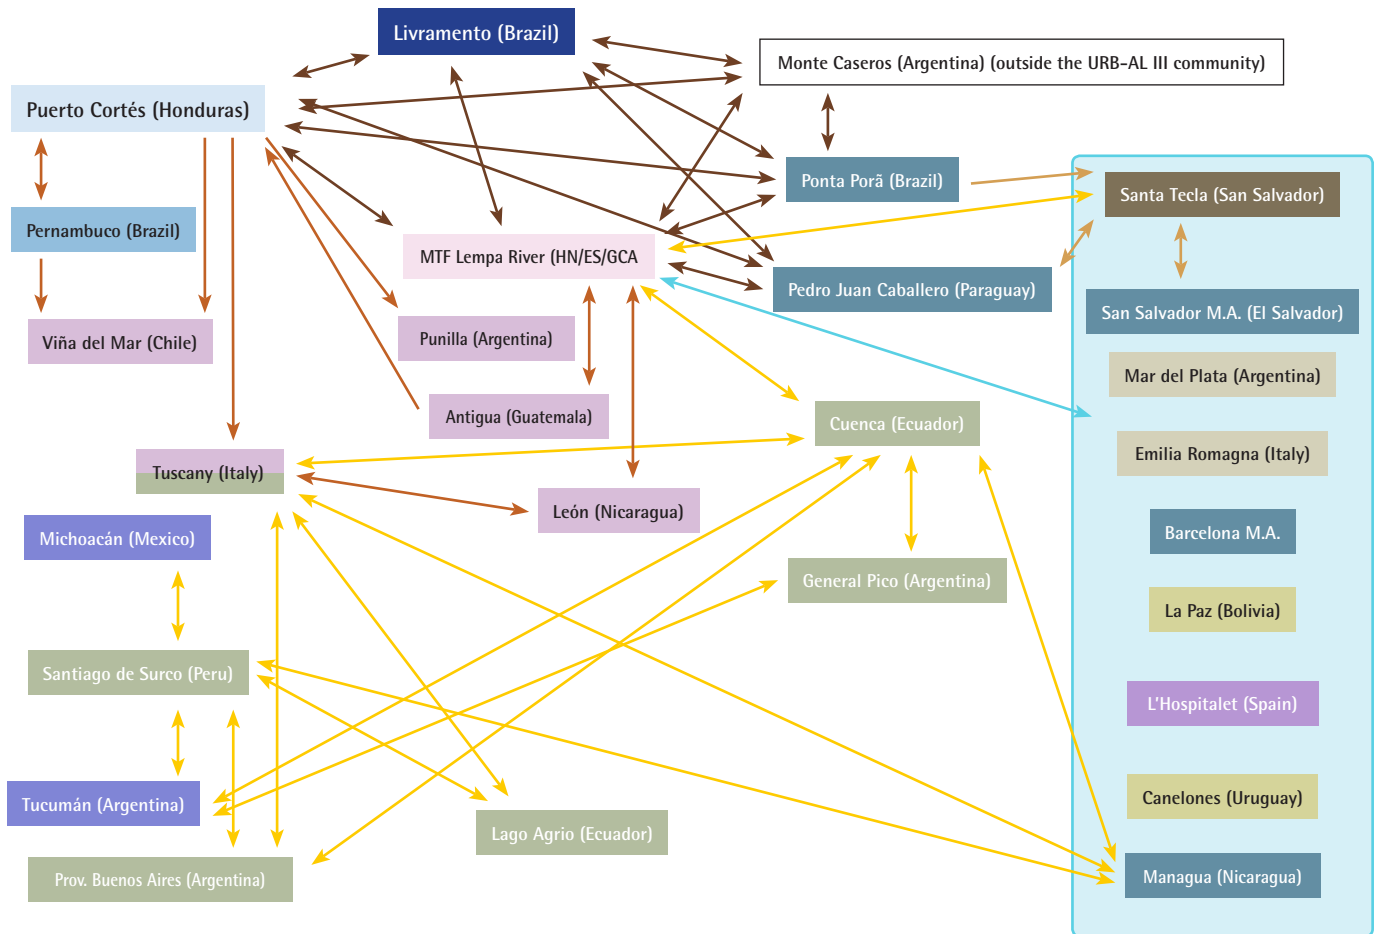 Livramento (Brazil)
Monte Caseros (Argentina) (outside the URB-AL III community)
Puerto Cortés (Honduras)
Ponta Porã (Brazil)
Santa Tecla (San Salvador)
Pernambuco (Brazil)
MTF Lempa River (HN/ES/GCA
Pedro Juan Caballero (Paraguay)
San Salvador M.A. (El Salvador)
Viña del Mar (Chile)
Punilla (Argentina)
Mar del Plata (Argentina)
Antigua (Guatemala)
Cuenca (Ecuador)
Emilia Romagna (Italy)
Tuscany (Italy)
León (Nicaragua)
Michoacán (Mexico)
Barcelona M.A.
General Pico (Argentina)
La Paz (Bolivia)
Santiago de Surco (Peru)
L'Hospitalet (Spain)
Tucumán (Argentina)
Canelones (Uruguay)
Lago Agrio (Ecuador)
Prov. Buenos Aires (Argentina)
Managua (Nicaragua)